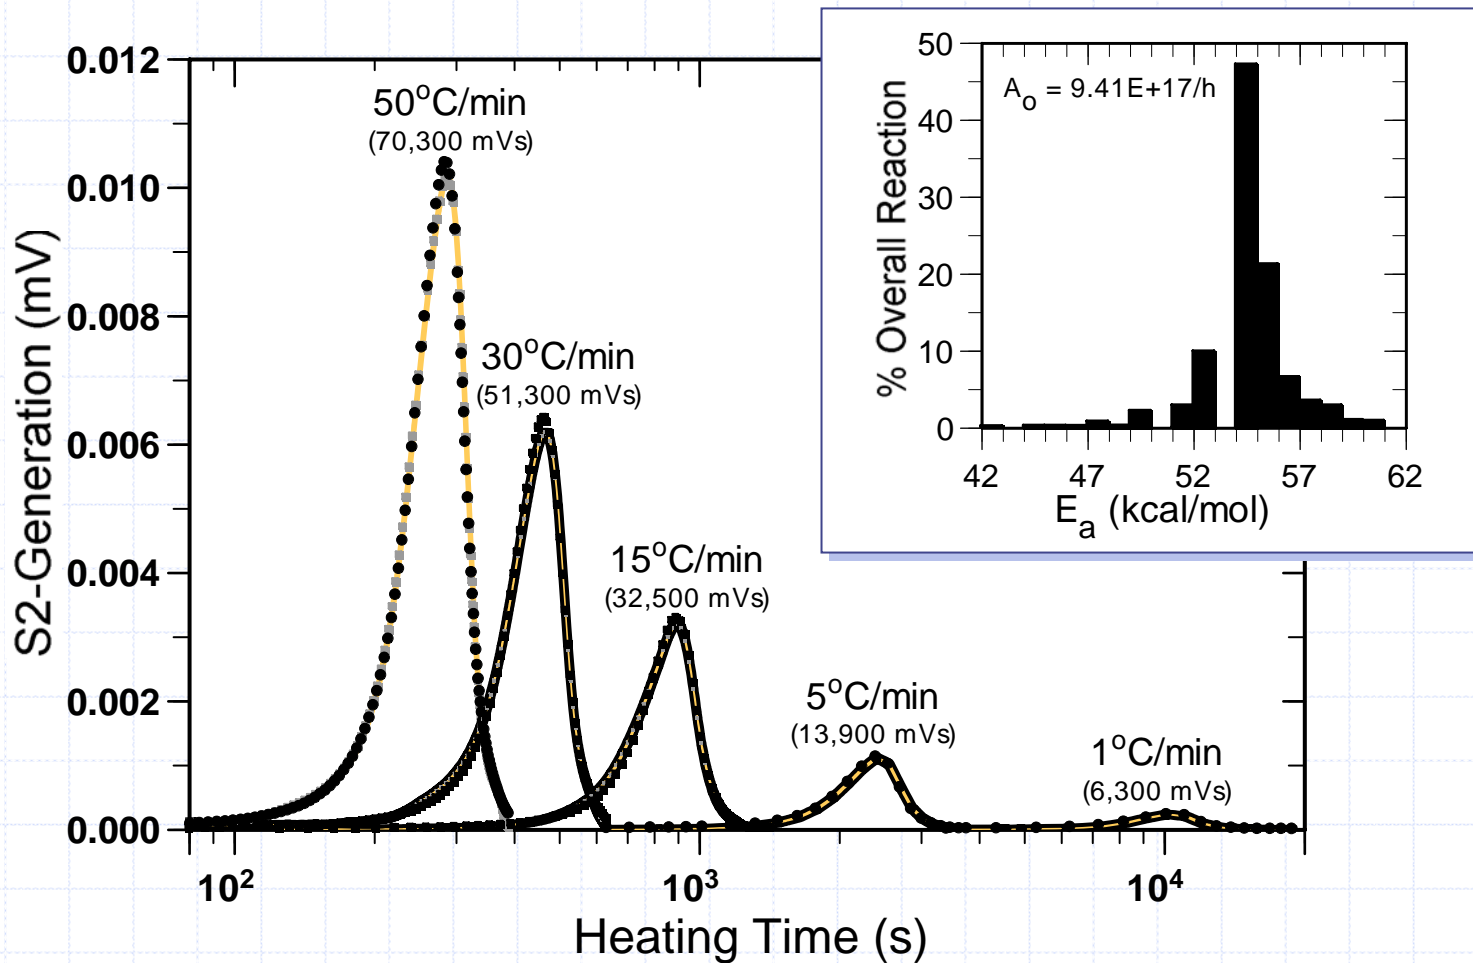 S2-Generation (mV)
0.012
0.010
0.008
0.006
0.004
0.002
0.000
50°C/min
(70,300 mVs)
30°C/min
(51,300 mVs)
15°C/min
(32,500 mVs)
5°C/min
(13,900 mVs)
1°C/min
(6,300 mVs)
10²
10³
10⁴
Heating Time (s)
% Overall Reaction
50
40
30
20
10
0
Aₒ = 9.41E+17/h
42
47
52
57
62
Eₐ (kcal/mol)